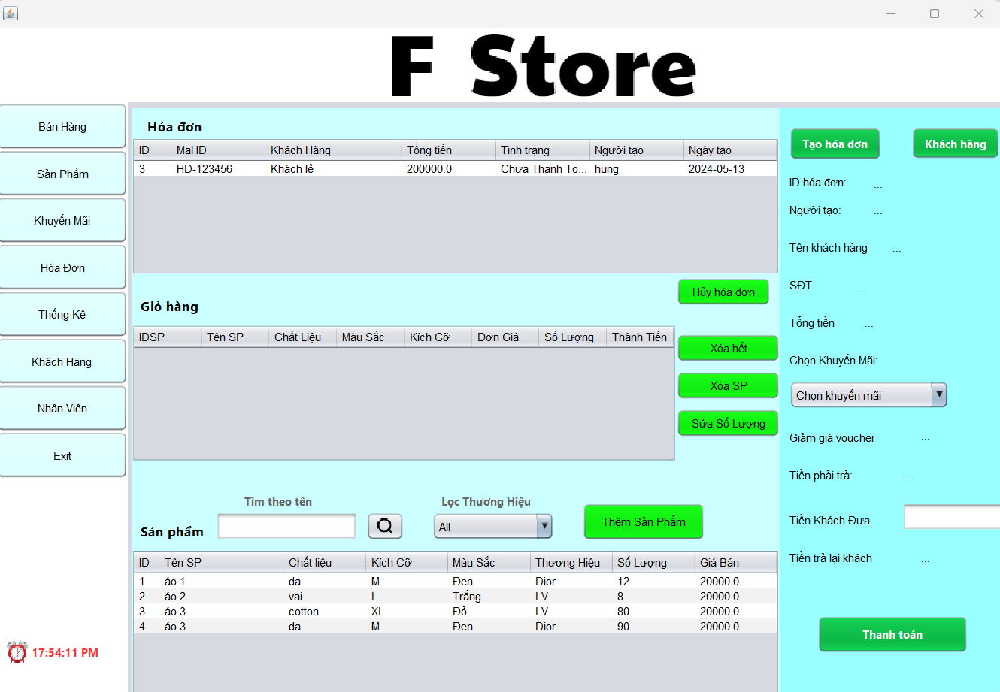 F Store
Bán Hàng
Sản Phẩm
Khuyến Mãi
Hóa Đơn
Thống Kê
Khách Hàng
Nhân Viên
Exit
17:54:11 PM
Hóa đơn
ID MaHD Khách Hàng Tổng tiền Tình trạng Người tạo Ngày tạo
3 HD-123456 Khách lẻ 200000.0 Chưa Thanh To... hung 2024-05-13
Hủy hóa đơn
Giỏ hàng
IDSP Tên SP Chất Liệu Màu Sắc Kích Cỡ Đơn Giá Số Lượng Thành Tiền
Xóa hết
Xóa SP
Sửa Số Lượng
Tìm theo tên
Lọc Thương Hiệu
Sản phẩm
All
Thêm Sản Phẩm
ID Tên SP Chất liệu Kích Cỡ Màu Sắc Thương Hiệu Số Lượng Giá Bán
1 áo 1 da M Đen Dior 12 20000.0
2 áo 2 vai L Trắng LV 8 20000.0
3 áo 3 cotton XL Đỏ LV 80 20000.0
4 áo 3 da M Đen Dior 90 20000.0
Tạo hóa đơn
Khách hàng
ID hóa đơn: ...
Người tạo: ...
Tên khách hàng ...
SĐT ...
Tổng tiền ...
Chọn Khuyến Mãi:
Chọn khuyến mãi
Giảm giá voucher ...
Tiền phải trả: ...
Tiền Khách Đưa
Tiền trả lại khách ...
Thanh toán